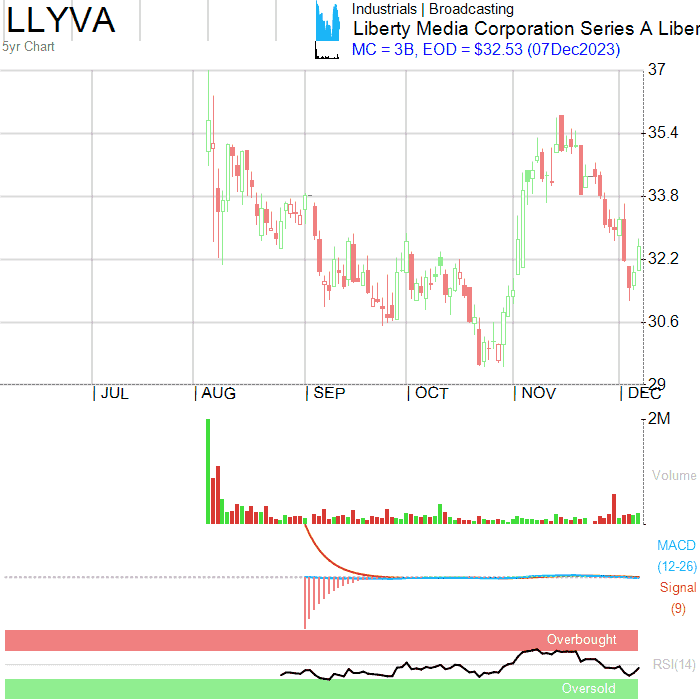 LLYVA
5yr Chart
Industrials | Broadcasting
Liberty Media Corporation Series A Liber
MC = 3B, EOD = $32.53 (07Dec2023)
37
35.4
33.8
32.2
30.6
29
| JUL | AUG | SEP | OCT | NOV | DEC
2M
Volume
MACD
(12-26)
Signal
(9)
Overbought
RSI(14)
Oversold